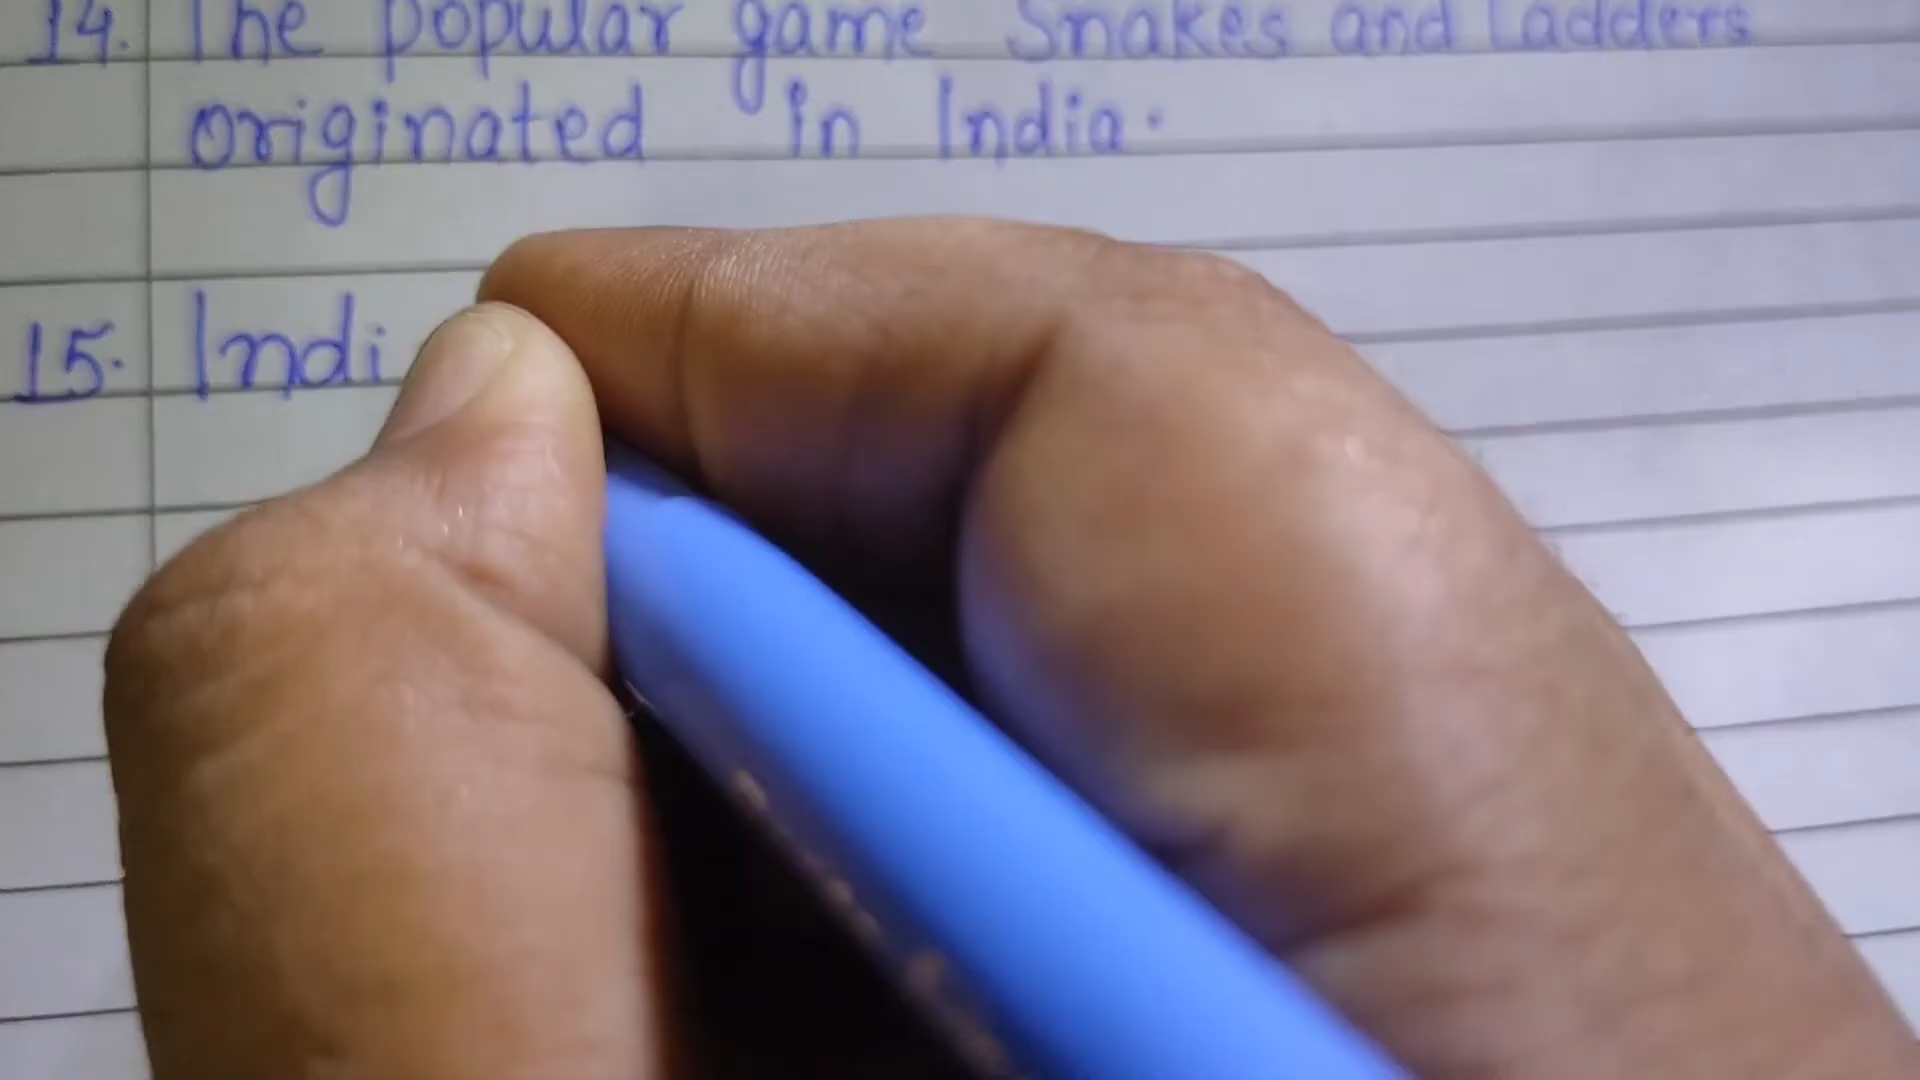 14. The popular game Snakes and Ladders
originated in India.
15. Indi